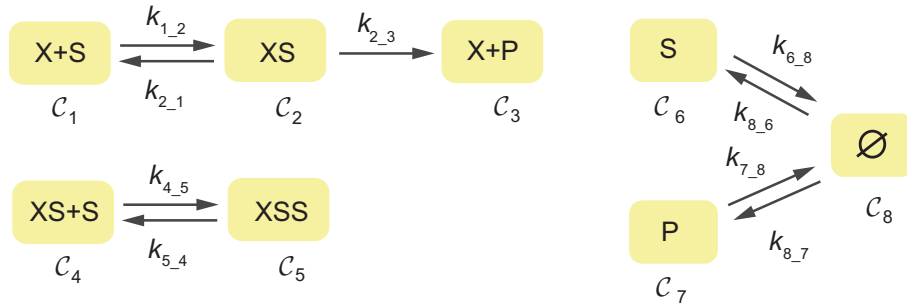 X+S
k1_2
k2_1
XS
k2_3
X+P
C1
C2
C3
XS+S
k4_5
k5_4
XSS
C4
C5
S
k6_8
k8_6
C6
∅
C8
k7_8
k8_7
P
C7